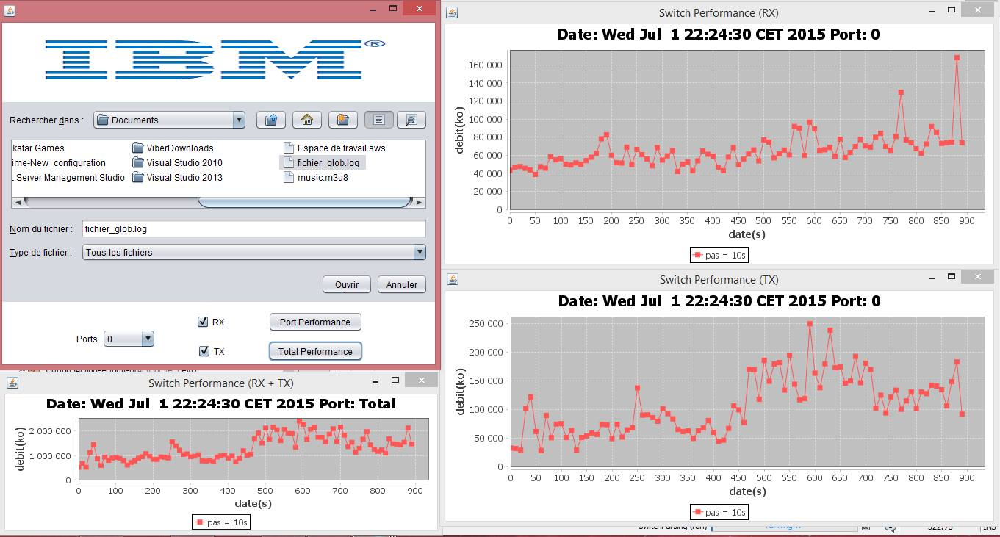 IBM®
Rechercher dans :
Documents
kstar Games
ViberDownloads
Espace de travail.sws
ime-New_configuration
Visual Studio 2010
fichier_glob.log
Server Management Studio
Visual Studio 2013
music.m3u8
Nom du fichier :
fichier_glob.log
Type de fichier :
Tous les fichiers
Ouvrir
Annuler
RX
Port Performance
Ports
0
TX
Total Performance
Switch Performance (RX)
Date: Wed Jul  1 22:24:30 CET 2015 Port: 0
debit(ko)
160 000
140 000
120 000
100 000
80 000
60 000
40 000
20 000
0
0 50 100 150 200 250 300 350 400 450 500 550 600 650 700 750 800 850 900
date(s)
pas = 10s
Switch Performance (TX)
Date: Wed Jul  1 22:24:30 CET 2015 Port: 0
debit(ko)
250 000
200 000
150 000
100 000
50 000
0
0 50 100 150 200 250 300 350 400 450 500 550 600 650 700 750 800 850 900
date(s)
pas = 10s
Switch Performance (RX + TX)
Date: Wed Jul  1 22:24:30 CET 2015 Port: Total
debit(ko)
2 000 000
1 000 000
0
0 100 200 300 400 500 600 700 800 900
date(s)
pas = 10s